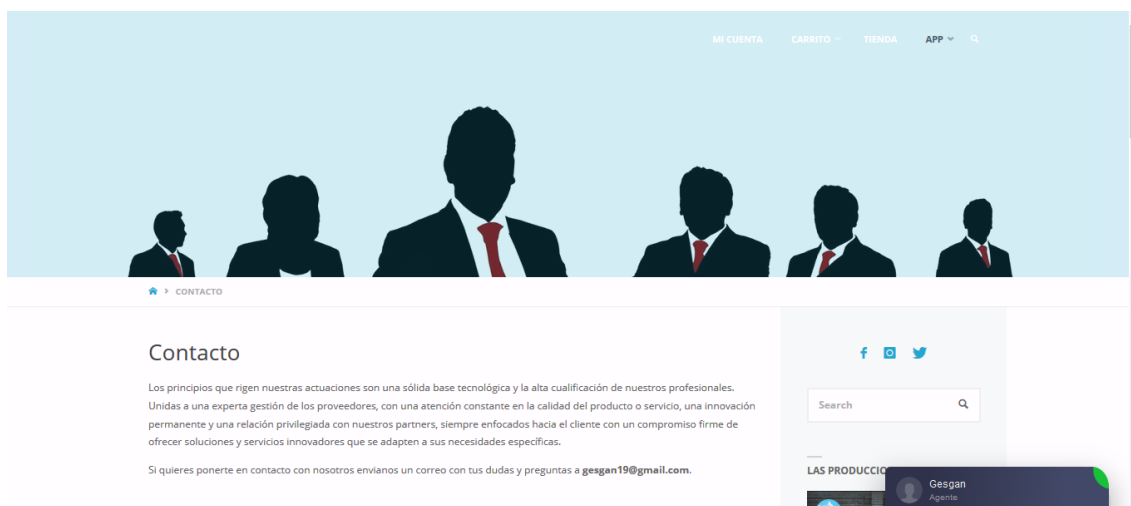 MI CUENTA CARRITO TIENDA APP
CONTACTO
Contacto
Los principios que rigen nuestras actuaciones son una sólida base tecnológica y la alta cualificación de nuestros profesionales.
Unidas a una experta gestión de los proveedores, con una atención constante en la calidad del producto o servicio, una innovación
permanente y una relación privilegiada con nuestros partners, siempre enfocados hacia el cliente con un compromiso firme de
ofrecer soluciones y servicios innovadores que se adapten a sus necesidades específicas.
Si quieres ponerte en contacto con nosotros envianos un correo con tus dudas y preguntas a gesgan19@gmail.com.
Search
LAS PRODUCCIO
Gesgan
Agente